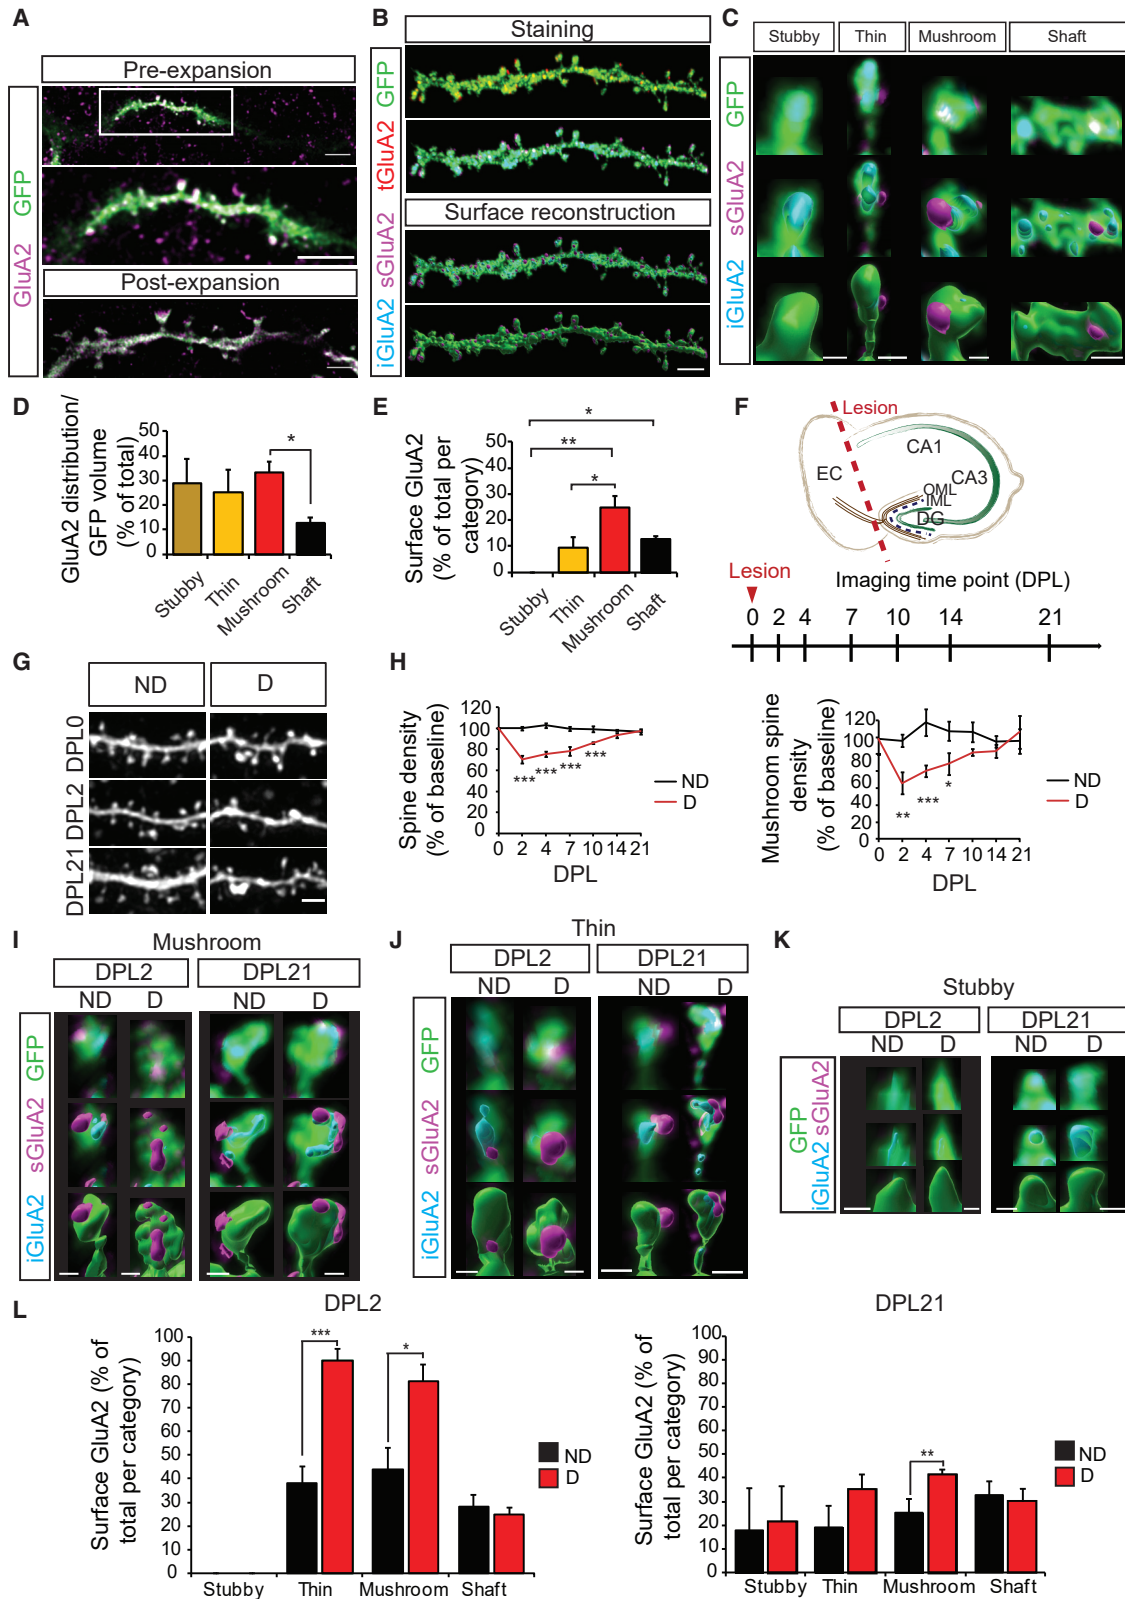 A
Pre-expansion
GluA2 GFP
Post-expansion
B
Staining
iGluA2 sGluA2 tGluA2 GFP
Surface reconstruction
C
Stubby Thin Mushroom Shaft
iGluA2 sGluA2 GFP
D
GluA2 distribution/
GFP volume
(% of total)
50
40
30
20
10
0
*
Stubby
Thin
Mushroom
Shaft
E
Surface GluA2
(% of total per
category)
50
40
30
20
10
0
*
**
*
Stubby
Thin
Mushroom
Shaft
F
Lesion
CA1
EC
CA3
OML
IML
DG
Lesion
Imaging time point (DPL)
0 2 4 7 10 14 21
G
ND D
DPL0
DPL2
DPL21
H
Spine density
(% of baseline)
120
100
80
60
40
20
0
*** *** *** ***
0 2 4 7 10 14 21
DPL
ND
D
Mushroom spine
density
(% of baseline)
120
100
80
60
40
20
0
** *** *
0 2 4 7 10 14 21
DPL
ND
D
I
Mushroom
DPL2 DPL21
ND D ND D
iGluA2 sGluA2 GFP
J
Thin
DPL2 DPL21
ND D ND D
iGluA2 sGluA2 GFP
K
Stubby
DPL2 DPL21
ND D ND D
GFP
iGluA2 sGluA2
L
DPL2
Surface GluA2 (% of
total per category)
100
90
80
70
60
50
40
30
20
10
0
***
*
Stubby Thin Mushroom Shaft
ND
D
DPL21
Surface GluA2 (% of
total per category)
100
90
80
70
60
50
40
30
20
10
0
**
Stubby Thin Mushroom Shaft
ND
D